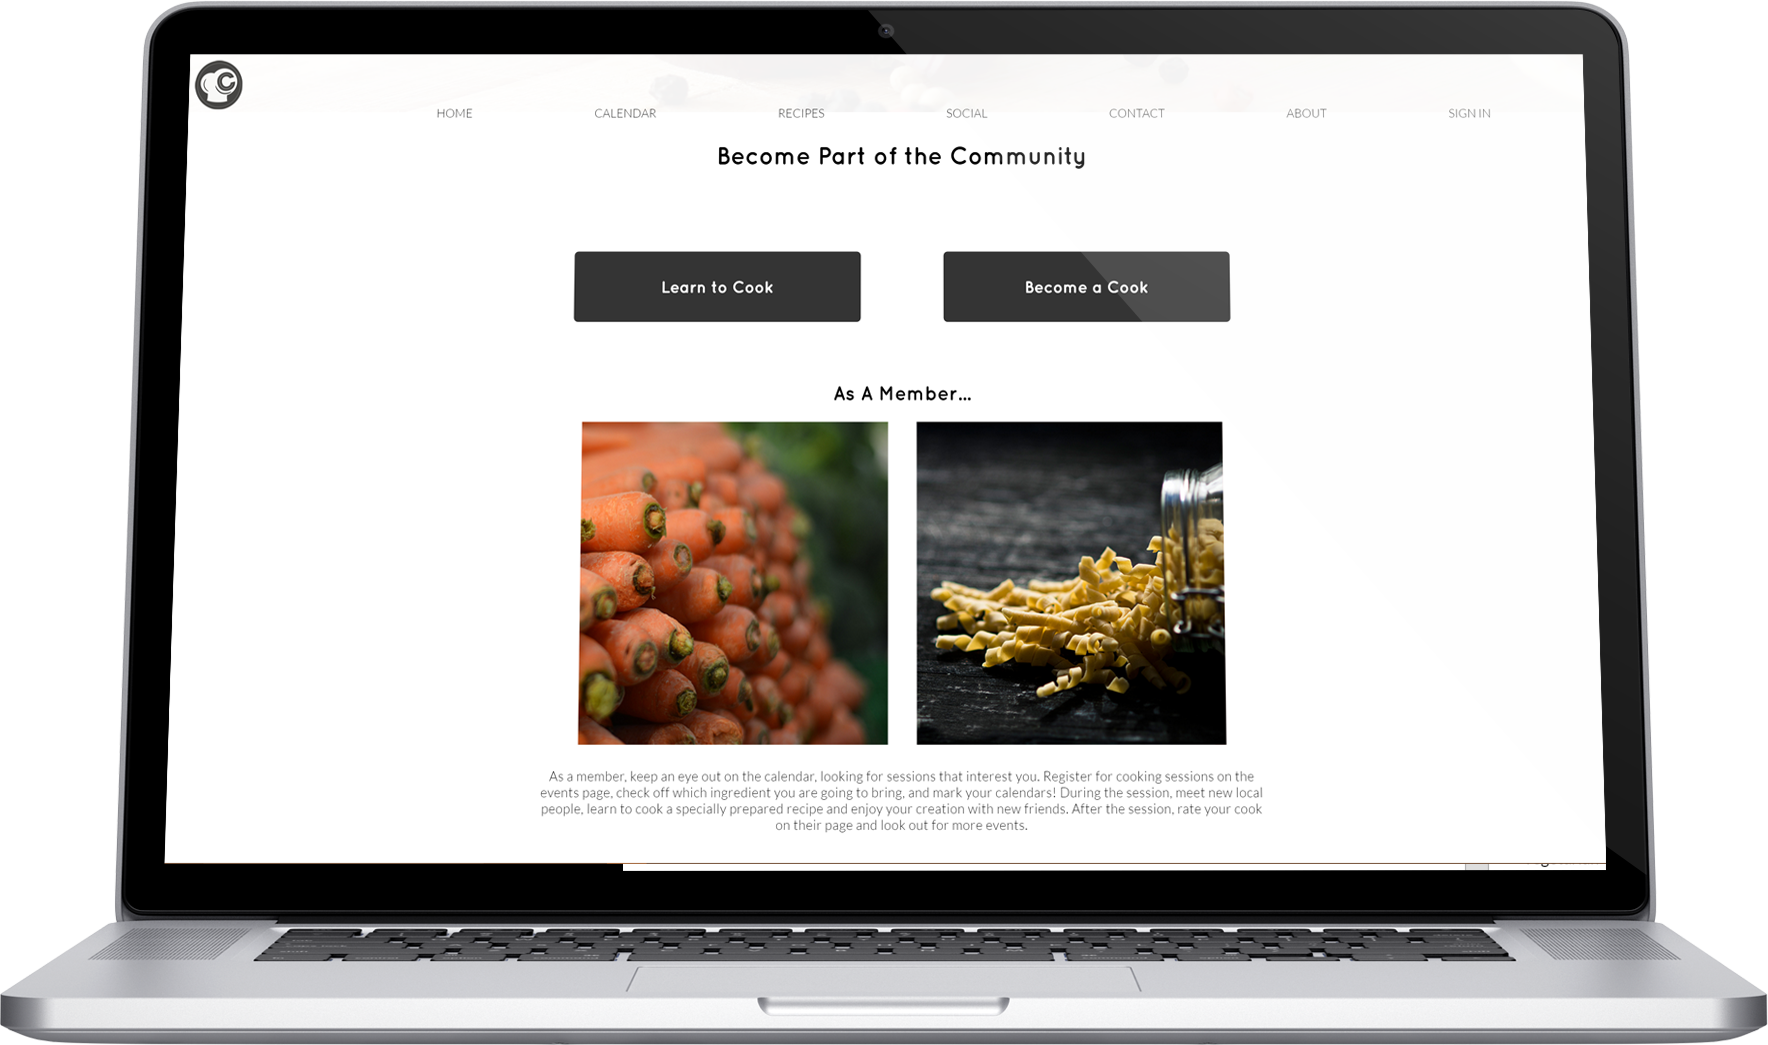 HOME CALENDAR RECIPES SOCIAL CONTACT ABOUT SIGN IN
Become Part of the Community
Learn to Cook Become a Cook
As A Member...
As a member, keep an eye out on the calendar, looking for sessions that interest you. Register for cooking sessions on the
events page, check off which ingredient you are going to bring, and mark your calendars! During the session, meet new local
people, learn to cook a specially prepared recipe and enjoy your creation with new friends. After the session, rate your cook
on their page and look out for more events.